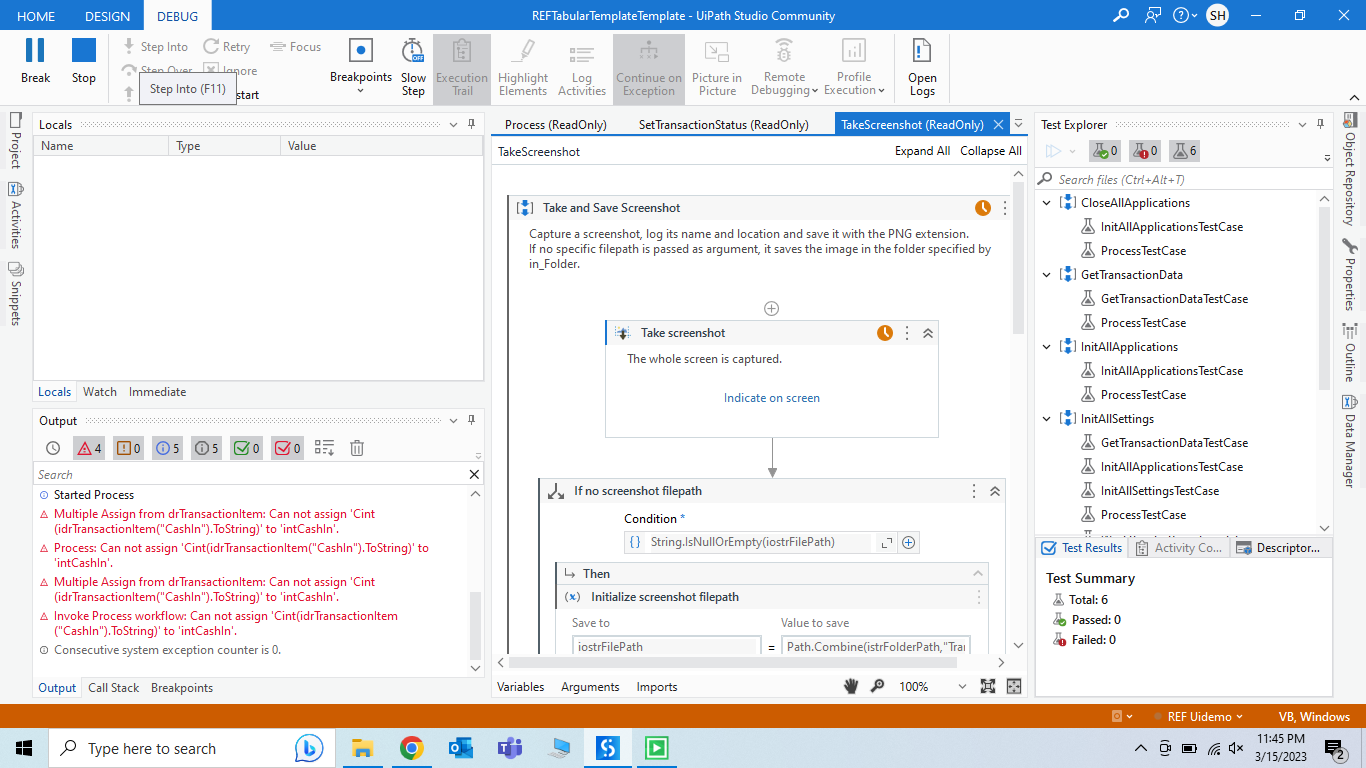 HOME
DESIGN
DEBUG
REFTabularTemplateTemplate - UiPath Studio Community
SH
Break
Stop
Step Into
Retry
Focus
Step Over
Ignore
Step Into (F11)
start
Breakpoints
Slow
Step
Execution
Trail
Highlight
Elements
Log
Activities
Continue on
Exception
Picture in
Picture
Remote
Debugging
Profile
Execution
Open
Logs
Project
Activities
Snippets
Locals
Name
Type
Value
Locals
Watch
Immediate
Output
4
0
5
5
0
0
Search
Started Process
Multiple Assign from drTransactionItem: Can not assign 'Cint
(idrTransactionItem("CashIn").ToString)' to 'intCashIn'.
Process: Can not assign 'Cint(idrTransactionItem("CashIn").ToString)' to
'intCashIn'.
Multiple Assign from drTransactionItem: Can not assign 'Cint
(idrTransactionItem("CashIn").ToString)' to 'intCashIn'.
Invoke Process workflow: Can not assign 'Cint(idrTransactionItem
("CashIn").ToString)' to 'intCashIn'.
Consecutive system exception counter is 0.
Output
Call Stack
Breakpoints
Process (ReadOnly)
SetTransactionStatus (ReadOnly)
TakeScreenshot (ReadOnly)
TakeScreenshot
Expand All
Collapse All
Take and Save Screenshot
Capture a screenshot, log its name and location and save it with the PNG extension.
If no specific filepath is passed as argument, it saves the image in the folder specified by
in_Folder.
Take screenshot
The whole screen is captured.
Indicate on screen
If no screenshot filepath
Condition *
String.IsNullOrEmpty(iostrFilePath)
Then
Initialize screenshot filepath
Save to
Value to save
iostrFilePath
=
Path.Combine(istrFolderPath,"Tra
Variables
Arguments
Imports
100%
Test Explorer
0
0
6
Search files (Ctrl+Alt+T)
CloseAllApplications
InitAllApplicationsTestCase
ProcessTestCase
GetTransactionData
GetTransactionDataTestCase
ProcessTestCase
InitAllApplications
InitAllApplicationsTestCase
ProcessTestCase
InitAllSettings
GetTransactionDataTestCase
InitAllApplicationsTestCase
InitAllSettingsTestCase
ProcessTestCase
Test Results
Activity Co...
Descriptor...
Test Summary
Total: 6
Passed: 0
Failed: 0
Object Repository
Properties
Outline
Data Manager
REF Uidemo
VB, Windows
Type here to search
11:45 PM
3/15/2023
2